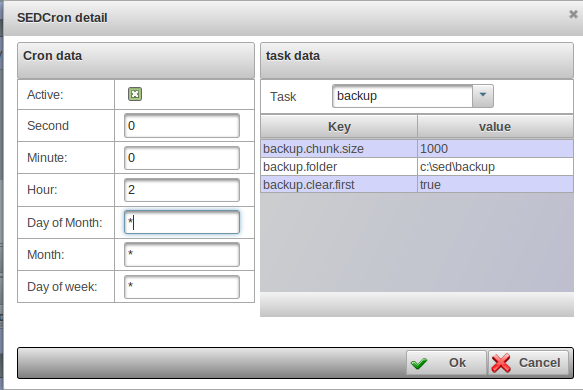 SEDCron detail
Cron data
Active:
Second
0
Minute:
0
Hour:
2
Day of Month:
*
Month:
*
Day of week:
*
task data
Task
backup
Key value
backup.chunk.size 1000
backup.folder c:\sed\backup
backup.clear.first true
Ok Cancel